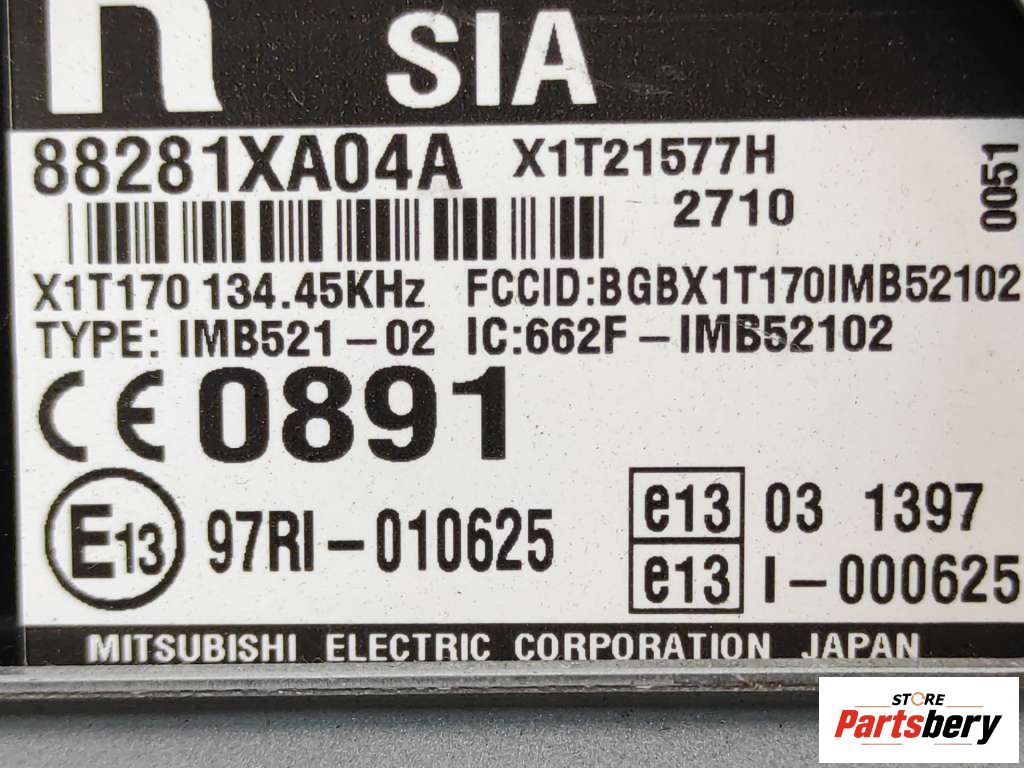 SIA
88281XA04A X1T21577H
2710
0051
X1T170 134.45KHz FCCID:BGBX1T170IMB52102
TYPE: IMB521-02 IC:662F-IMB52102
CE 0891
E13 97RI-010625
e13 03 1397
e13 I-000625
MITSUBISHI ELECTRIC CORPORATION JAPAN
STORE
Partsbery